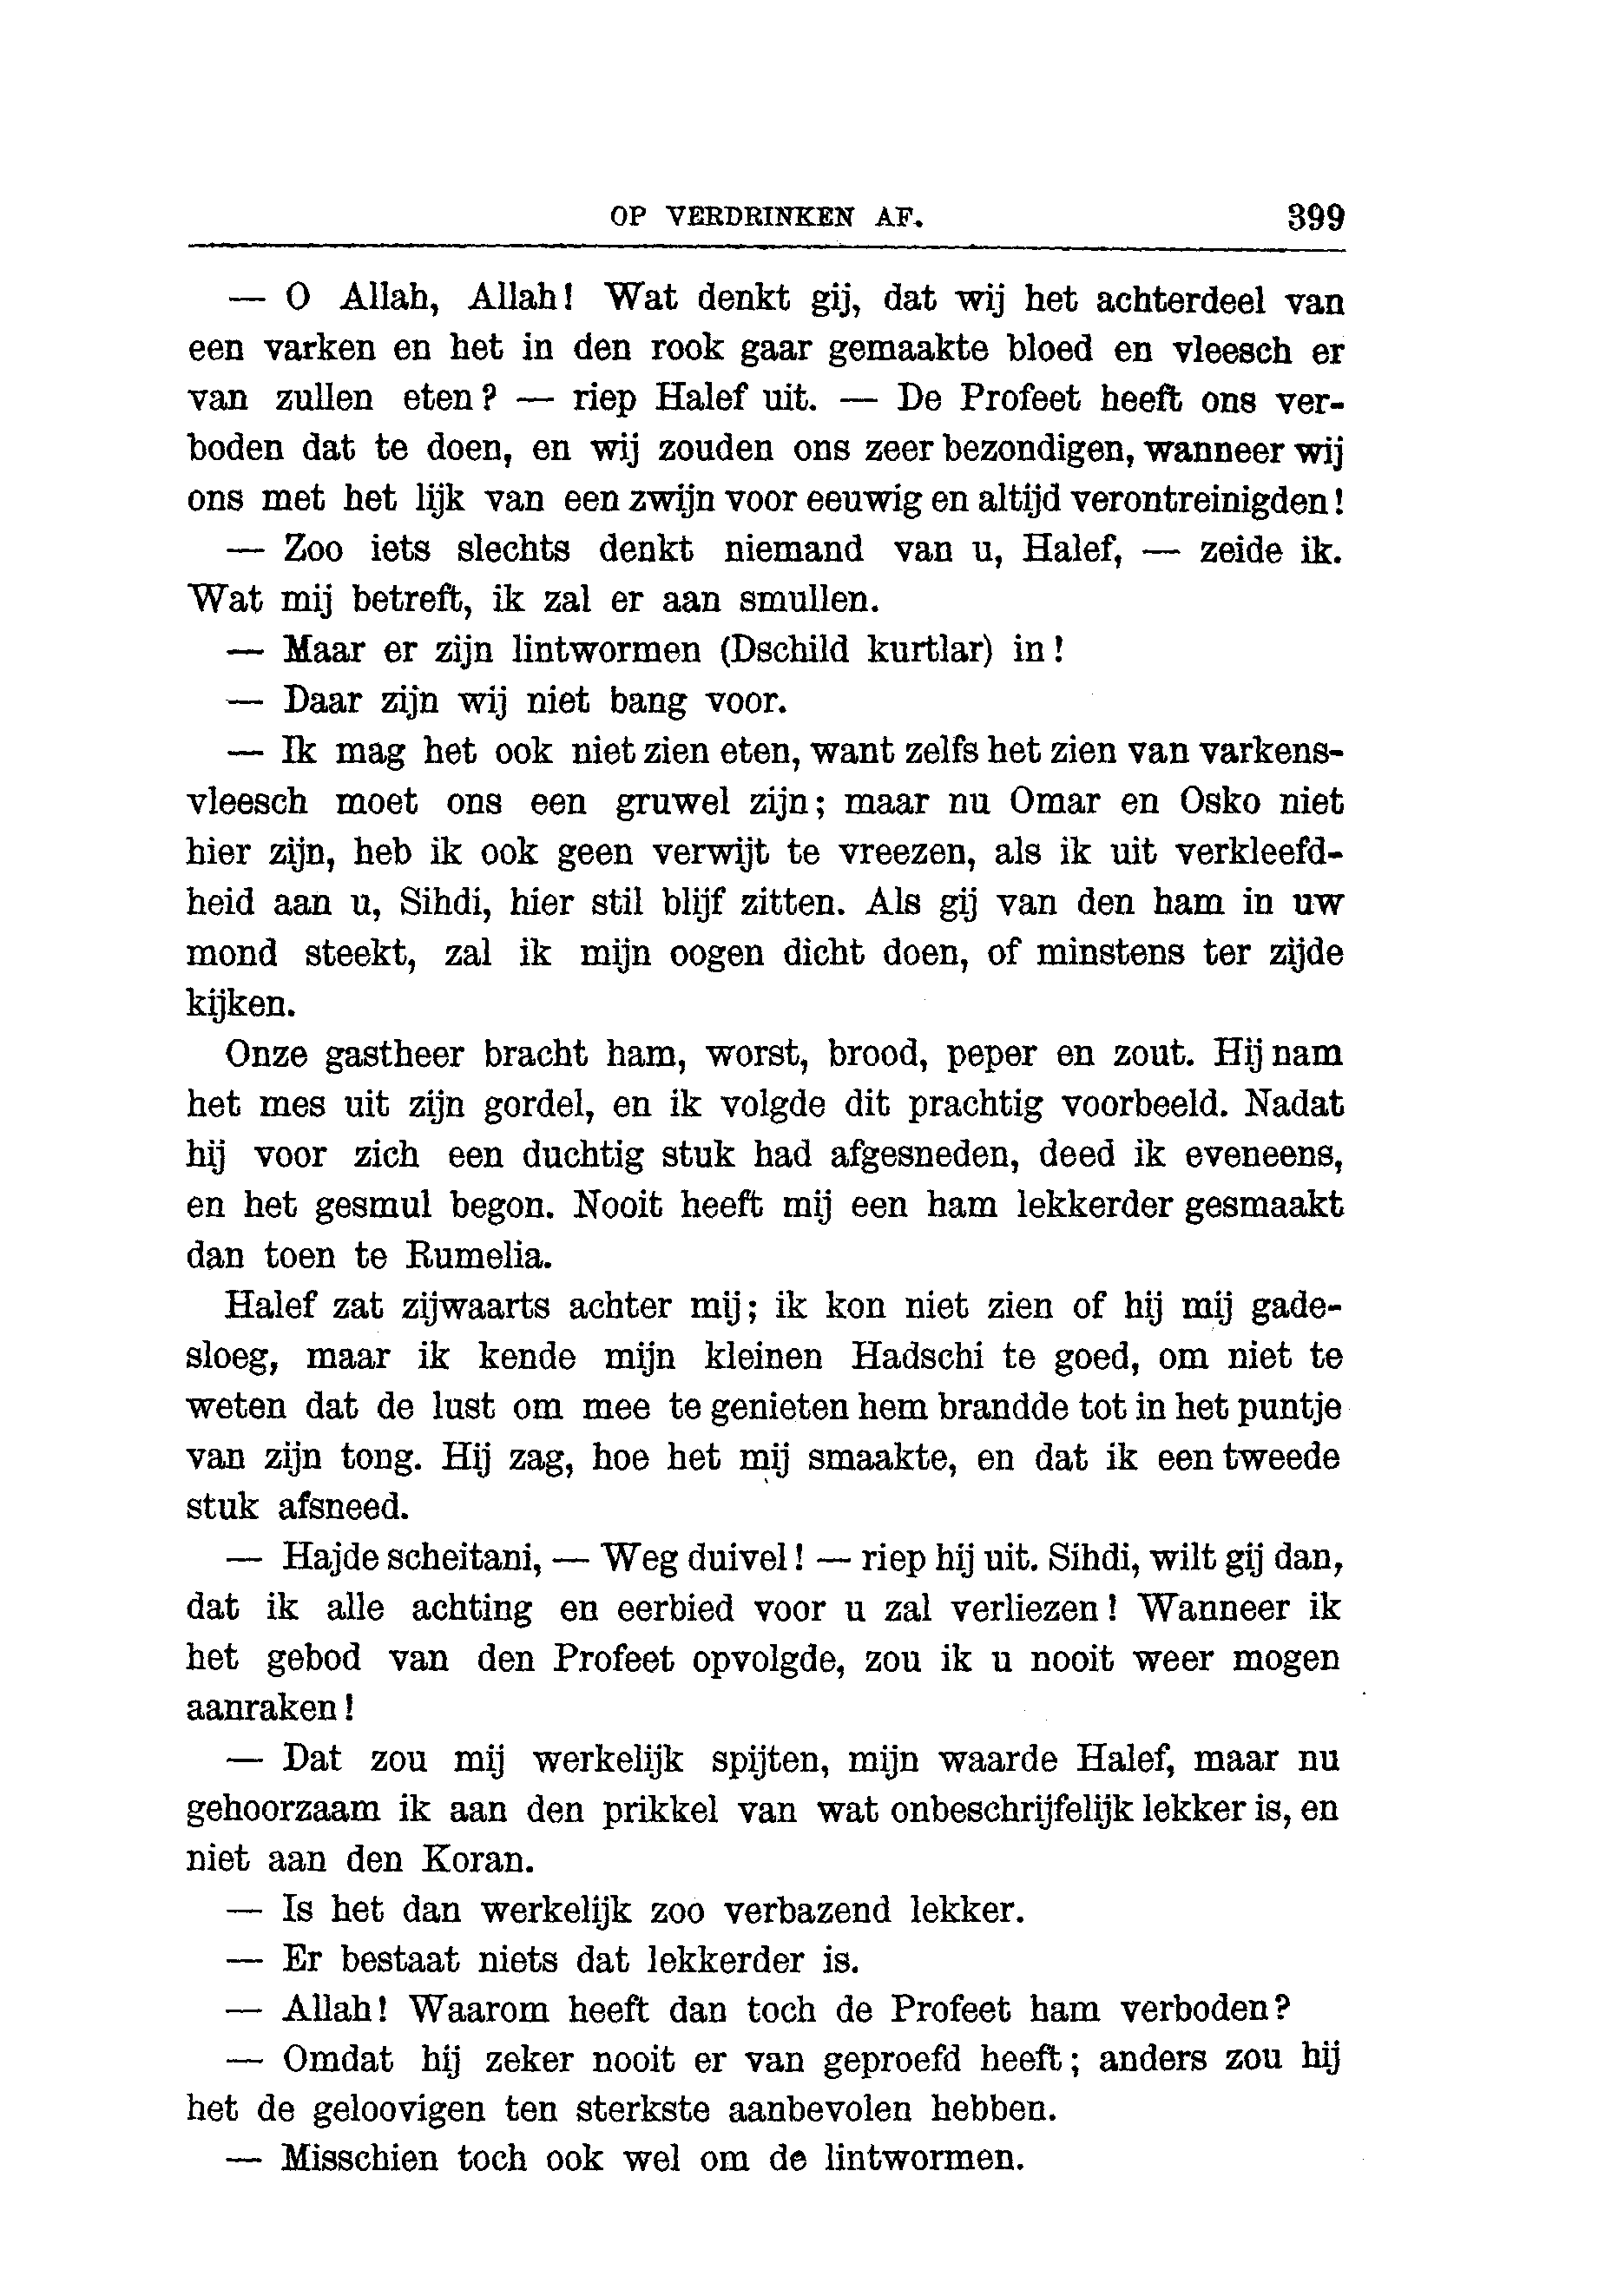 OP VERDRINKEN AF. 399
— O Allah, Allah! Wat denkt gij, dat wij het achterdeel van
een varken en het in den rook gaar gemaakte bloed en vleesch er
van zullen eten? — riep Halef uit. — De Profeet heeft ons ver-
boden dat te doen, en wij zouden ons zeer bezondigen, wanneer wij
ons met het lijk van een zwijn voor eeuwig en altijd verontreinigden!
— Zoo iets slechts denkt niemand van u, Halef, — zeide ik.
Wat mij betreft, ik zal er aan smullen.
— Maar er zijn lintwormen (Dschild kurtlar) in!
— Daar zijn wij niet bang voor.
— Ik mag het ook niet zien eten, want zelfs het zien van varkens-
vleesch moet ons een gruwel zijn; maar nu Omar en Osko niet
hier zijn, heb ik ook geen verwijt te vreezen, als ik uit verkleefd-
heid aan u, Sihdi, hier stil blijf zitten. Als gij van den ham in uw
mond steekt, zal ik mijn oogen dicht doen, of minstens ter zijde
kijken.
Onze gastheer bracht ham, worst, brood, peper en zout. Hij nam
het mes uit zijn gordel, en ik volgde dit prachtig voorbeeld. Nadat
hij voor zich een duchtig stuk had afgesneden, deed ik eveneens,
en het gesmul begon. Nooit heeft mij een ham lekkerder gesmaakt
dan toen te Rumelia.
Halef zat zijwaarts achter mij; ik kon niet zien of hij mij gade-
sloeg, maar ik kende mijn kleinen Hadschi te goed, om niet te
weten dat de lust om mee te genieten hem brandde tot in het puntje
van zijn tong. Hij zag, hoe het mij smaakte, en dat ik een tweede
stuk afsneed.
— Hajde scheitani, — Weg duivel! — riep hij uit. Sihdi, wilt gij dan,
dat ik alle achting en eerbied voor u zal verliezen! Wanneer ik
het gebod van den Profeet opvolgde, zou ik u nooit weer mogen
aanraken!
— Dat zou mij werkelijk spijten, mijn waarde Halef, maar nu
gehoorzaam ik aan den prikkel van wat onbeschrijfelijk lekker is, en
niet aan den Koran.
— Is het dan werkelijk zoo verbazend lekker.
— Er bestaat niets dat lekkerder is.
— Allah! Waarom heeft dan toch de Profeet ham verboden?
— Omdat hij zeker nooit er van geproefd heeft; anders zou hij
het de geloovigen ten sterkste aanbevolen hebben.
— Misschien toch ook wel om de lintwormen.